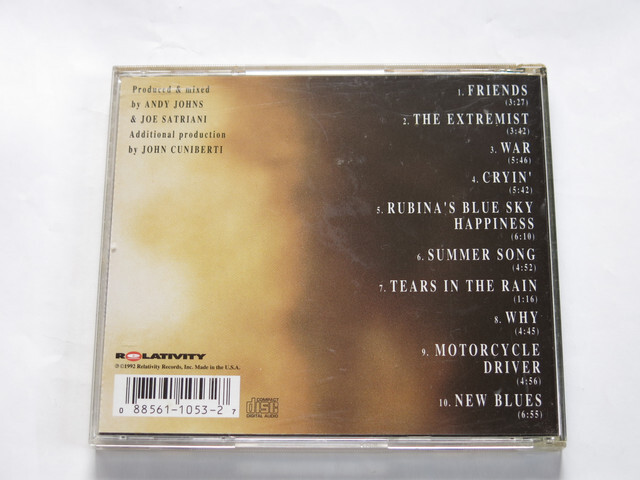 Produced & mixed
by ANDY JOHNS
& JOE SATRIANI
Additional production
by JOHN CUNIBERTI
1. FRIENDS
(3:27)
2. THE EXTREMIST
(3:42)
3. WAR
(5:46)
4. CRYIN'
(5:42)
5. RUBINA'S BLUE SKY
HAPPINESS
(6:10)
6. SUMMER SONG
(4:52)
7. TEARS IN THE RAIN
(1:16)
8. WHY
(4:45)
9. MOTORCYCLE
DRIVER
(4:56)
10. NEW BLUES
(6:55)
RELATIVITY
℗©1992 Relativity Records, Inc. Made in the U.S.A.
0 88561-1053-2 7
COMPACT
disc
DIGITAL AUDIO